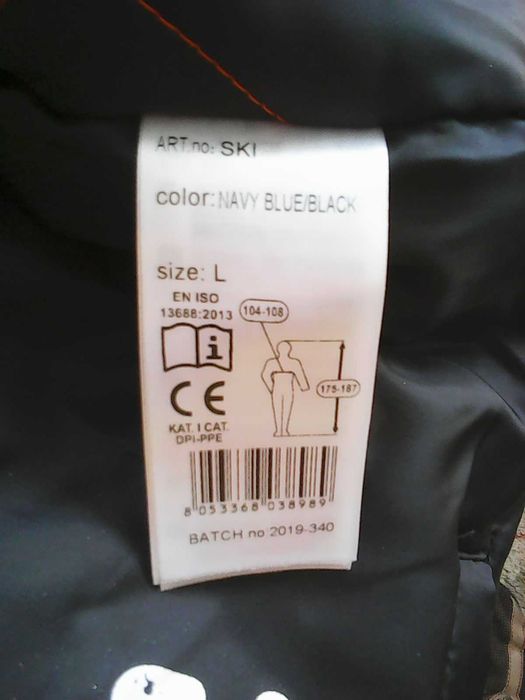 ART.no: SKI
color: NAVY BLUE/BLACK
size: L
EN ISO
13688:2013
104-108
i
175-187
CE
KAT. I CAT.
DPI-PPE
8 053368 038989
BATCH no 2019-340